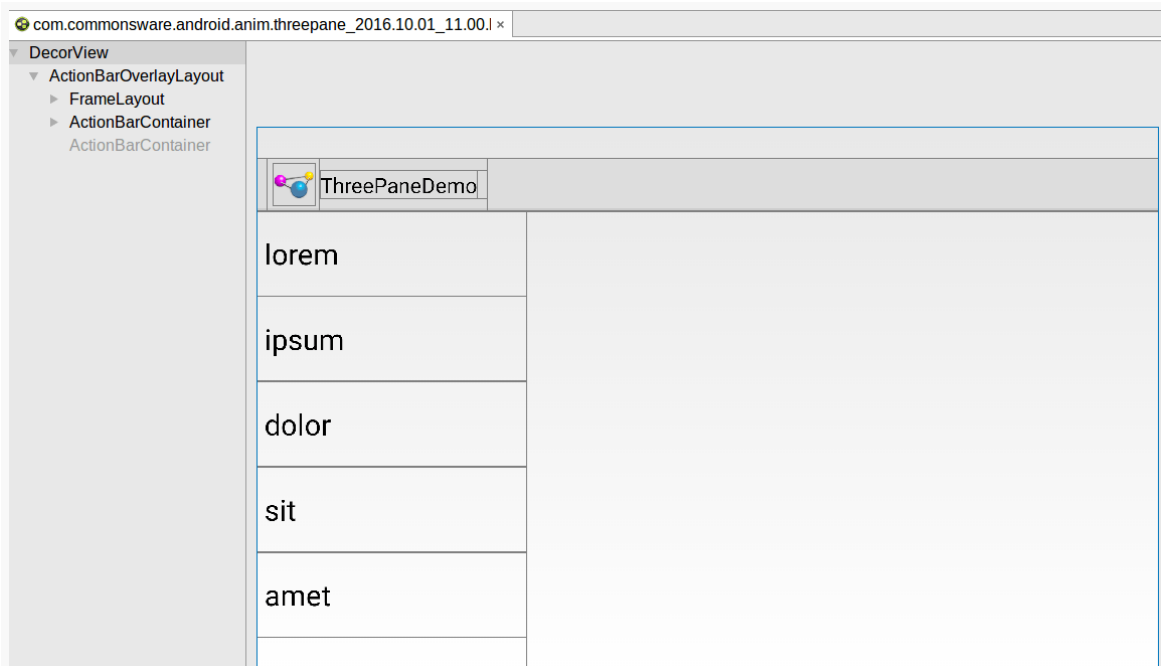 com.commonsware.android.anim.threepane_2016.10.01_11.00.l
DecorView
ActionBarOverlayLayout
FrameLayout
ActionBarContainer
ActionBarContainer
ThreePaneDemo
lorem
ipsum
dolor
sit
amet